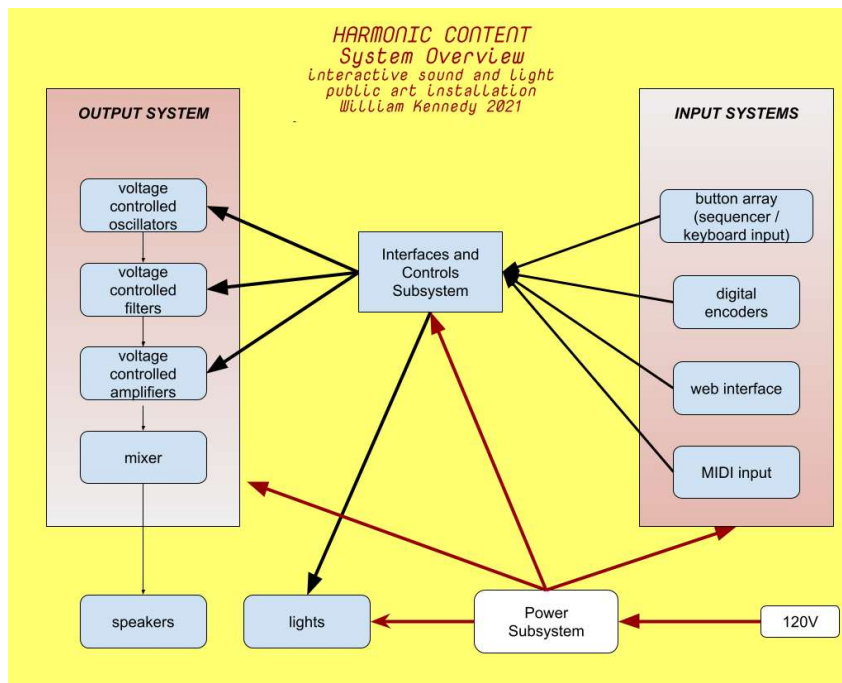 HARMONIC CONTENT
System Overview
interactive sound and light
public art installation
William Kennedy 2021
OUTPUT SYSTEM
voltage
controlled
oscillators
voltage
controlled
filters
voltage
controlled
amplifiers
mixer
speakers
Interfaces and
Controls
Subsystem
lights
INPUT SYSTEMS
button array
(sequencer /
keyboard input)
digital
encoders
web interface
MIDI input
Power
Subsystem
120V